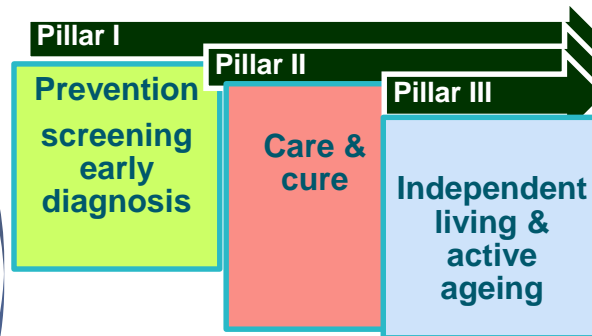 Pillar I
Prevention
screening
early
diagnosis
Pillar II
Care &
cure
Pillar III
Independent
living &
active
ageing